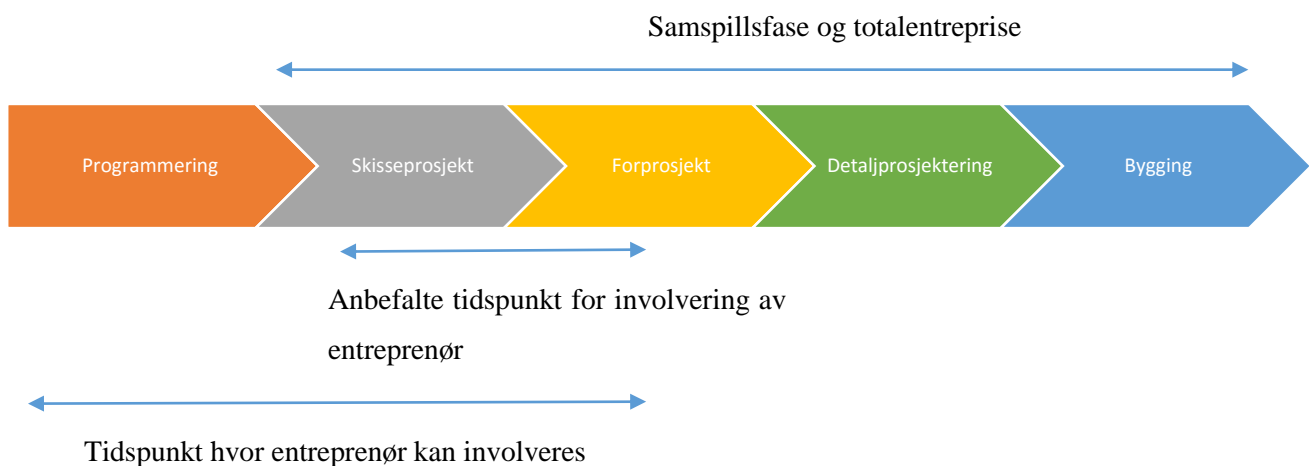 Samspillsfase og totalentreprise
Programmering
Skisseprosjekt
Forprosjekt
Detaljprosjektering
Bygging
Anbefalte tidspunkt for involvering av
entreprenør
Tidspunkt hvor entreprenør kan involveres